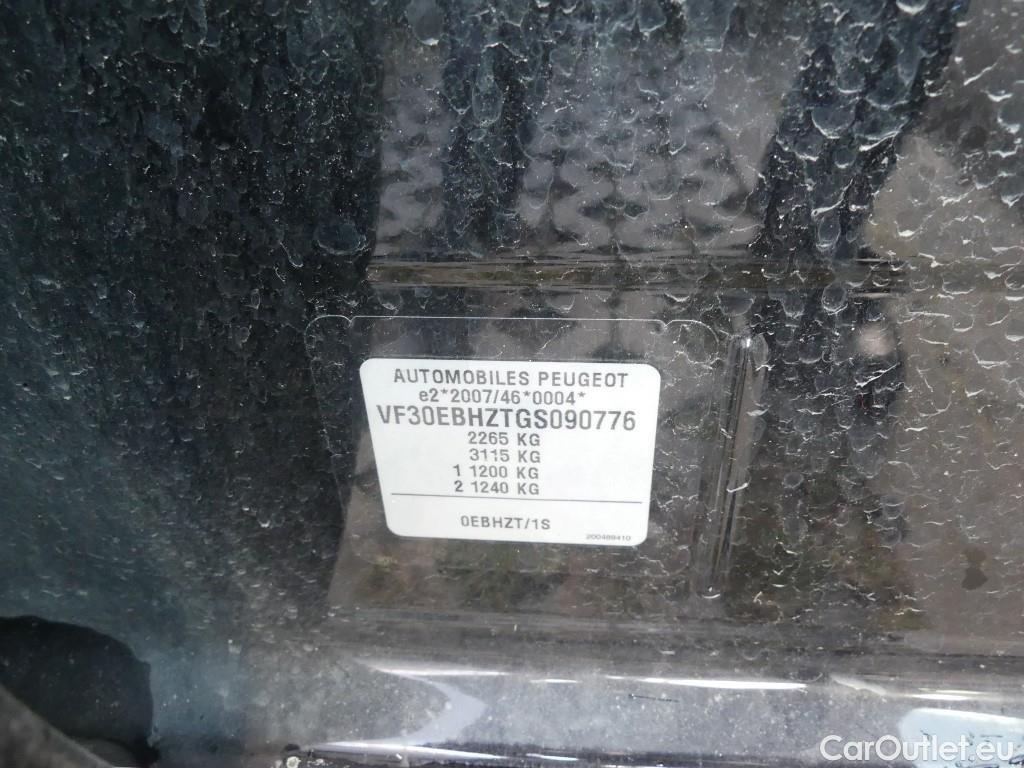 AUTOMOBILES PEUGEOT
e2*2007/46*0004*
VF30EBHZTGS090776
2265 KG
3115 KG
1 1200 KG
2 1240 KG
0EBHZT/1S
200489410
CarOutlet.eu